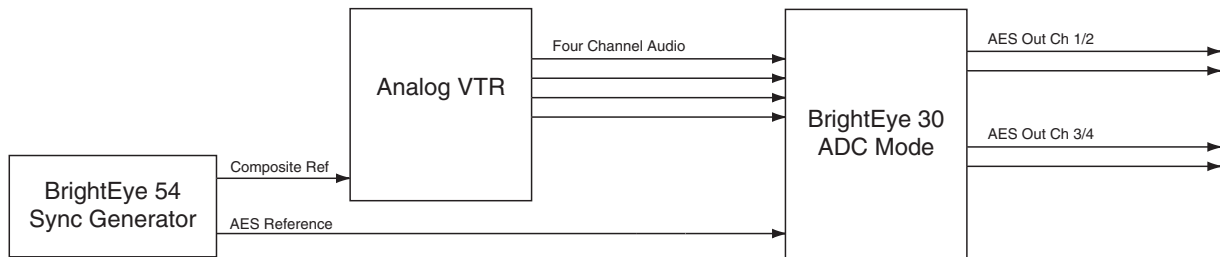 Four Channel Audio
AES Out Ch 1/2
Analog VTR
BrightEye 30
ADC Mode
AES Out Ch 3/4
Composite Ref
BrightEye 54
Sync Generator
AES Reference